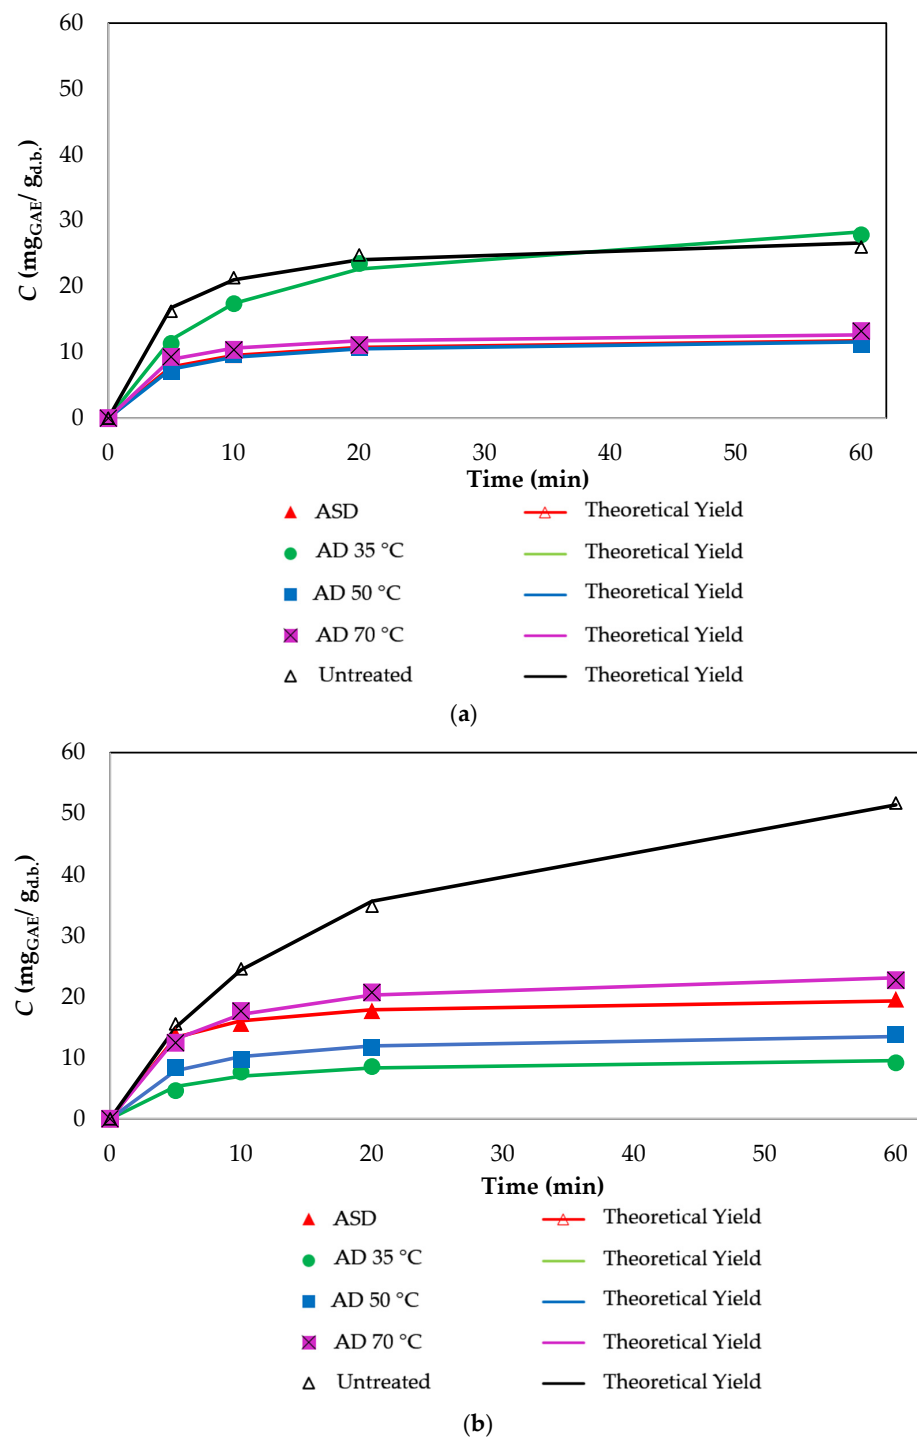 60
50
40
30
20
10
0
C (mgGAE/ gd.b.)
0 10 20 30 40 50 60
Time (min)
ASD Theoretical Yield
AD 35 °C Theoretical Yield
AD 50 °C Theoretical Yield
AD 70 °C Theoretical Yield
Untreated Theoretical Yield
(a)
60
50
40
30
20
10
0
C (mgGAE/ gd.b.)
0 10 20 30 40 50 60
Time (min)
ASD Theoretical Yield
AD 35 °C Theoretical Yield
AD 50 °C Theoretical Yield
AD 70 °C Theoretical Yield
Untreated Theoretical Yield
(b)